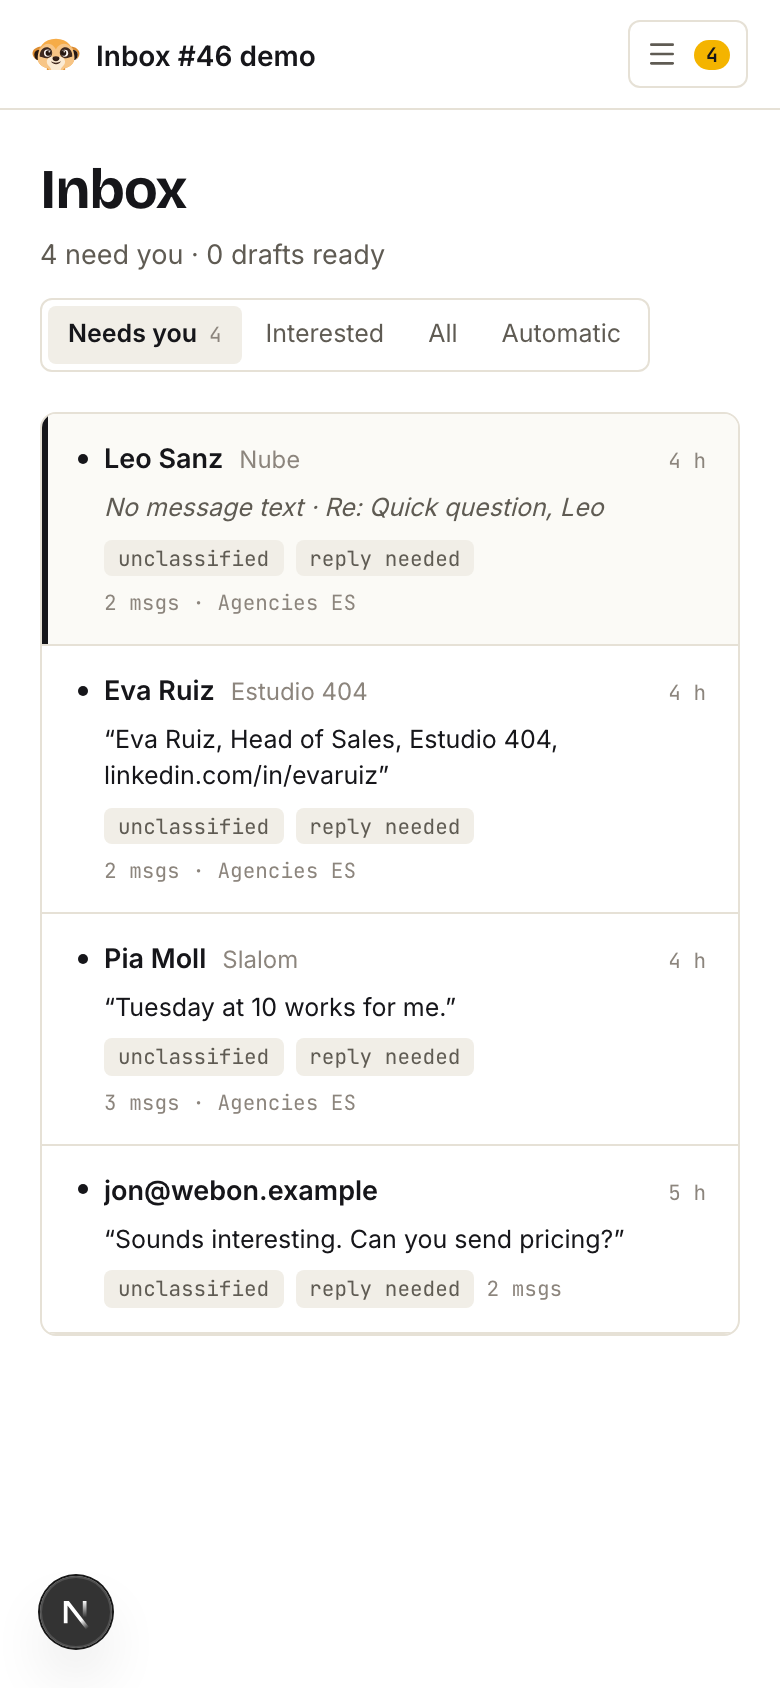 Inbox #46 demo
4
Inbox
4 need you · 0 drafts ready
Needs you 4 Interested All Automatic
Leo Sanz Nube 4 h
No message text · Re: Quick question, Leo
unclassified reply needed
2 msgs · Agencies ES
Eva Ruiz Estudio 404 4 h
“Eva Ruiz, Head of Sales, Estudio 404,
linkedin.com/in/evaruiz”
unclassified reply needed
2 msgs · Agencies ES
Pia Moll Slalom 4 h
“Tuesday at 10 works for me.”
unclassified reply needed
3 msgs · Agencies ES
jon@webon.example 5 h
“Sounds interesting. Can you send pricing?”
unclassified reply needed 2 msgs
N